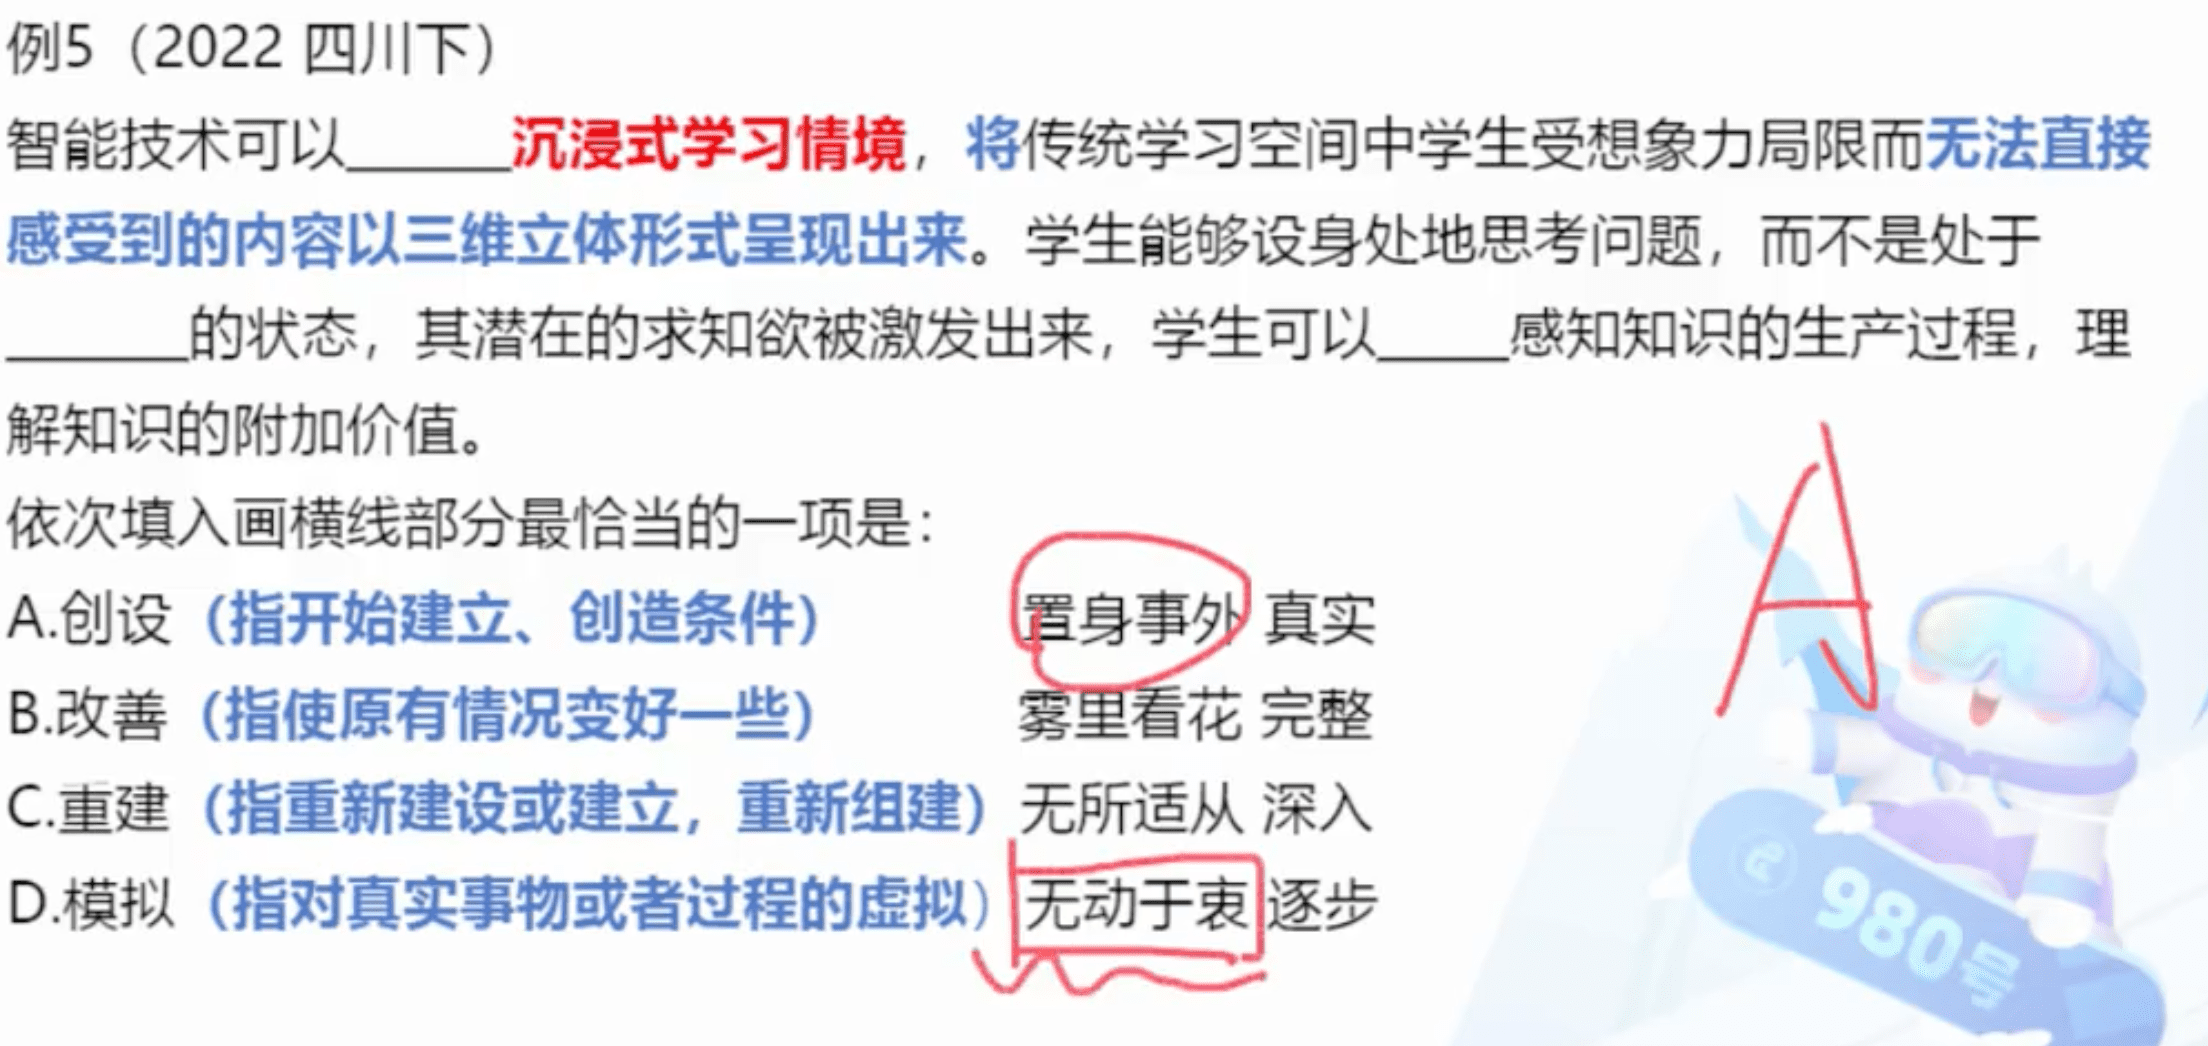 例5（2022 四川下）
智能技术可以______沉浸式学习情境，将传统学习空间中学生受想象力局限而无法直接
感受到的内容以三维立体形式呈现出来。学生能够设身处地思考问题，而不是处于
______的状态，其潜在的求知欲被激发出来，学生可以_____感知知识的生产过程，理
解知识的附加价值。
依次填入画横线部分最恰当的一项是：
A.创设（指开始建立、创造条件） 置身事外 真实
B.改善（指使原有情况变好一些） 雾里看花 完整
C.重建（指重新建设或建立，重新组建） 无所适从 深入
D.模拟（指对真实事物或者过程的虚拟） 无动于衷 逐步
A
980号